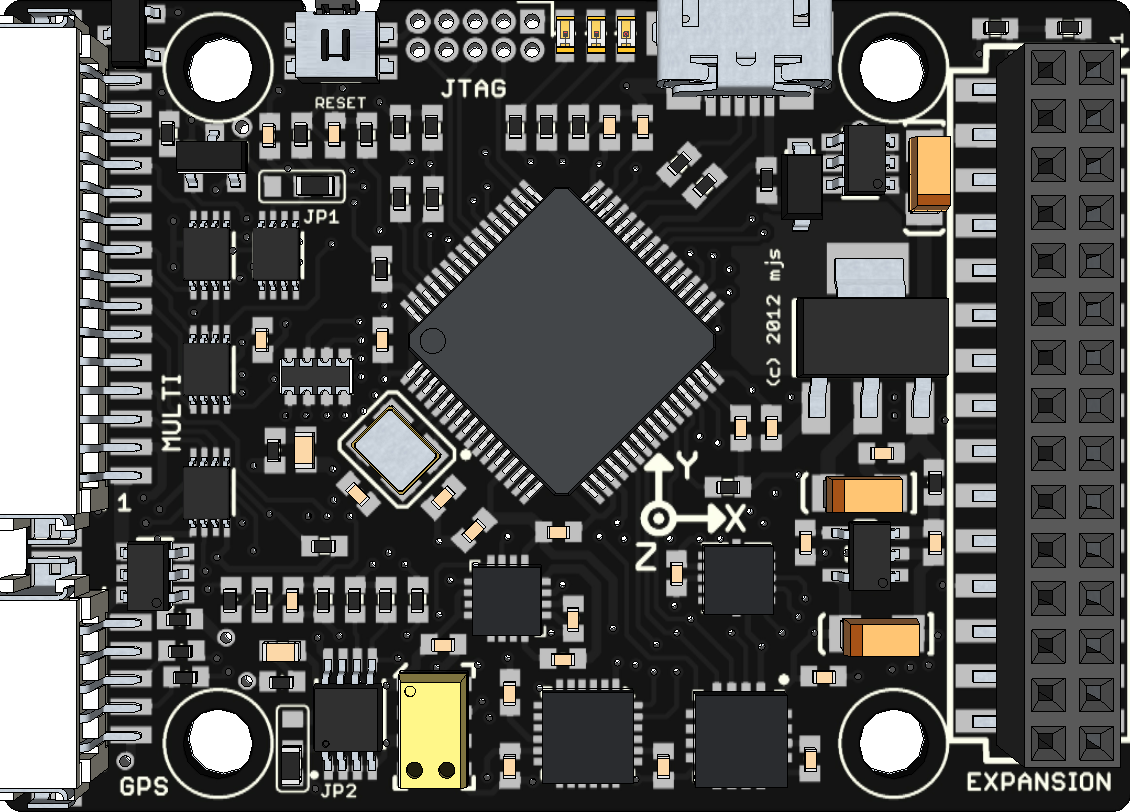 JTAG
RESET
1
JP1
(c) 2012 mjs
MULTI
1
Y
X
Z
GPS
JP2
EXPANSION